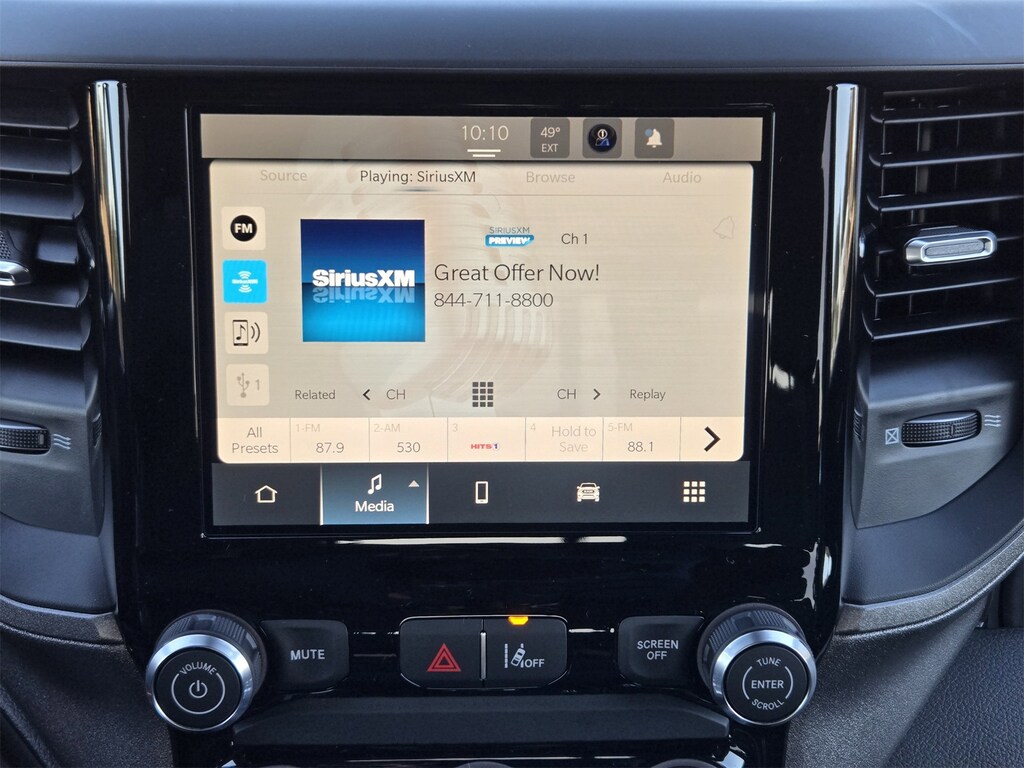 10:10
49°
EXT
Source
Playing: SiriusXM
Browse
Audio
FM
SIRIUSXM
PREVIEW
Ch 1
SiriusXM
Great Offer Now!
844-711-8800
SiriusXM
1
Related
CH
CH
Replay
All
Presets
1-FM
87.9
2-AM
530
3
HITS1
4
Hold to
Save
5-FM
88.1
Media
VOLUME
MUTE
OFF
SCREEN
OFF
TUNE
ENTER
SCROLL